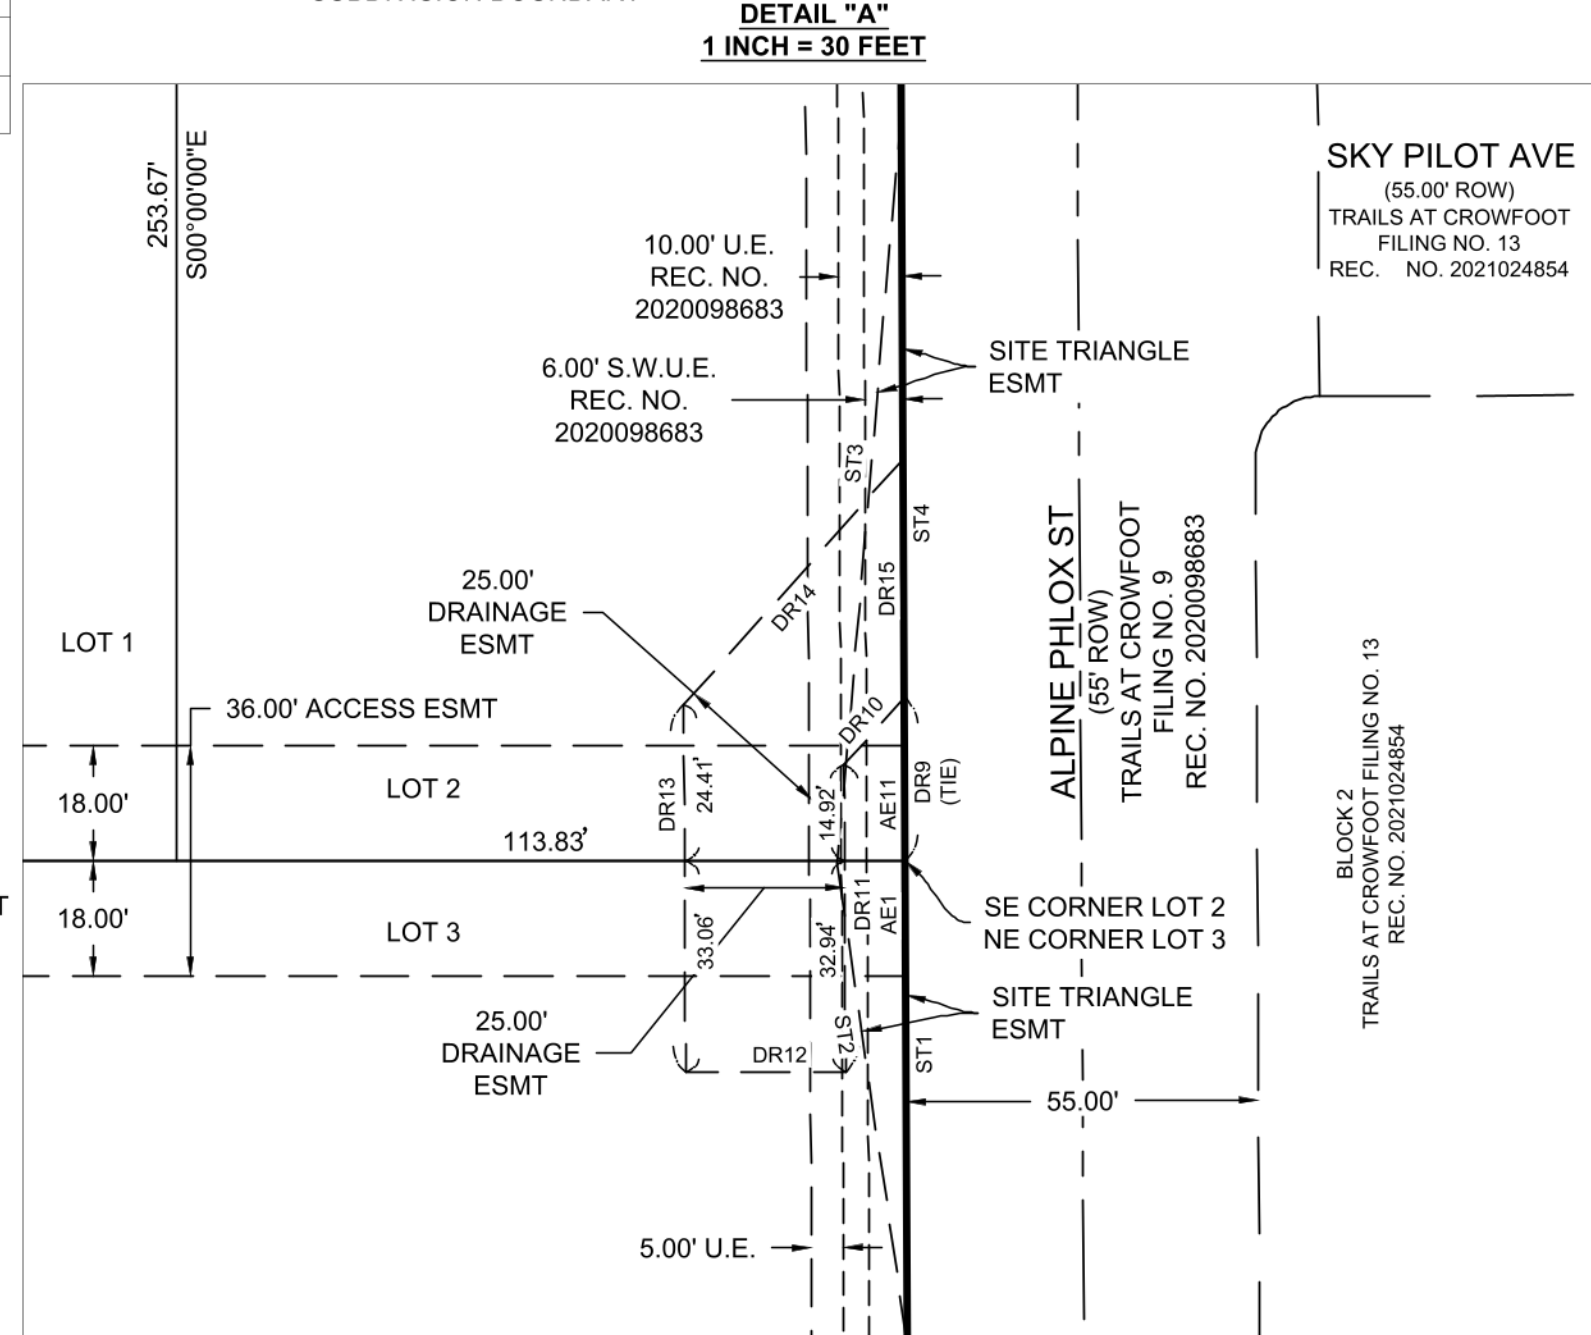 DETAIL "A"
1 INCH = 30 FEET
253.67'
S00°00'00"E
SKY PILOT AVE
(55.00' ROW)
TRAILS AT CROWFOOT
FILING NO. 13
REC. NO. 2021024854
10.00' U.E.
REC. NO.
2020098683
6.00' S.W.U.E.
REC. NO.
2020098683
SITE TRIANGLE
ESMT
ST3
ST4
25.00'
DRAINAGE
ESMT
DR14
DR15
ALPINE PHLOX ST
(55' ROW)
TRAILS AT CROWFOOT
FILING NO. 9
REC. NO. 2020098683
LOT 1
36.00' ACCESS ESMT
DR10
18.00'
LOT 2
DR13
24.41'
14.92'
AE11
DR9
(TIE)
113.83'
BLOCK 2
TRAILS AT CROWFOOT FILING NO. 13
REC. NO. 2021024854
18.00'
LOT 3
33.06'
32.94'
DR11
AE1
SE CORNER LOT 2
NE CORNER LOT 3
25.00'
DRAINAGE
ESMT
DR12
ST2
SITE TRIANGLE
ESMT
ST1
55.00'
5.00' U.E.